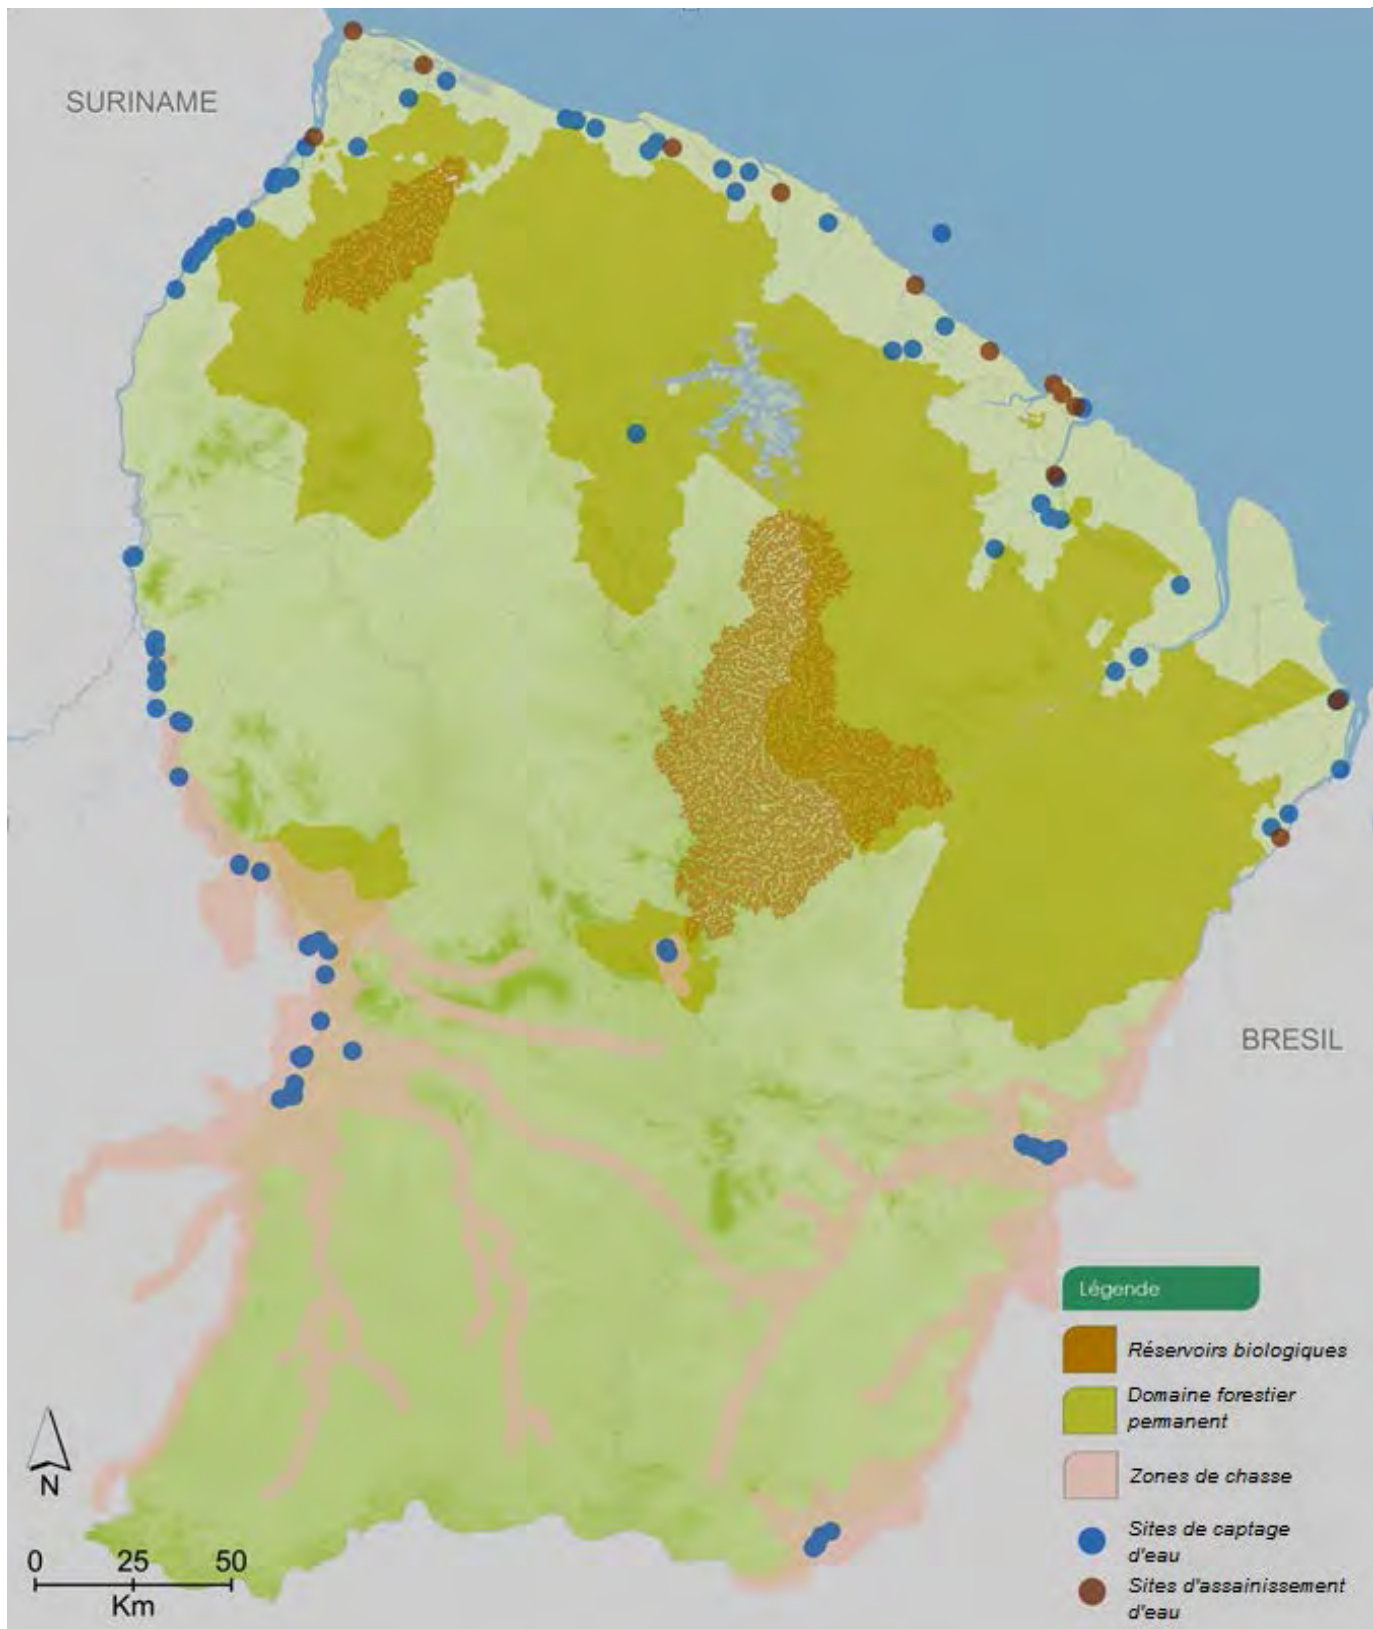 SURINAME
BRESIL
Légende
Réservoirs biologiques
Domaine forestier
permanent
Zones de chasse
Sites de captage
d'eau
Sites d'assainissement
d'eau
N
0 25 50
Km